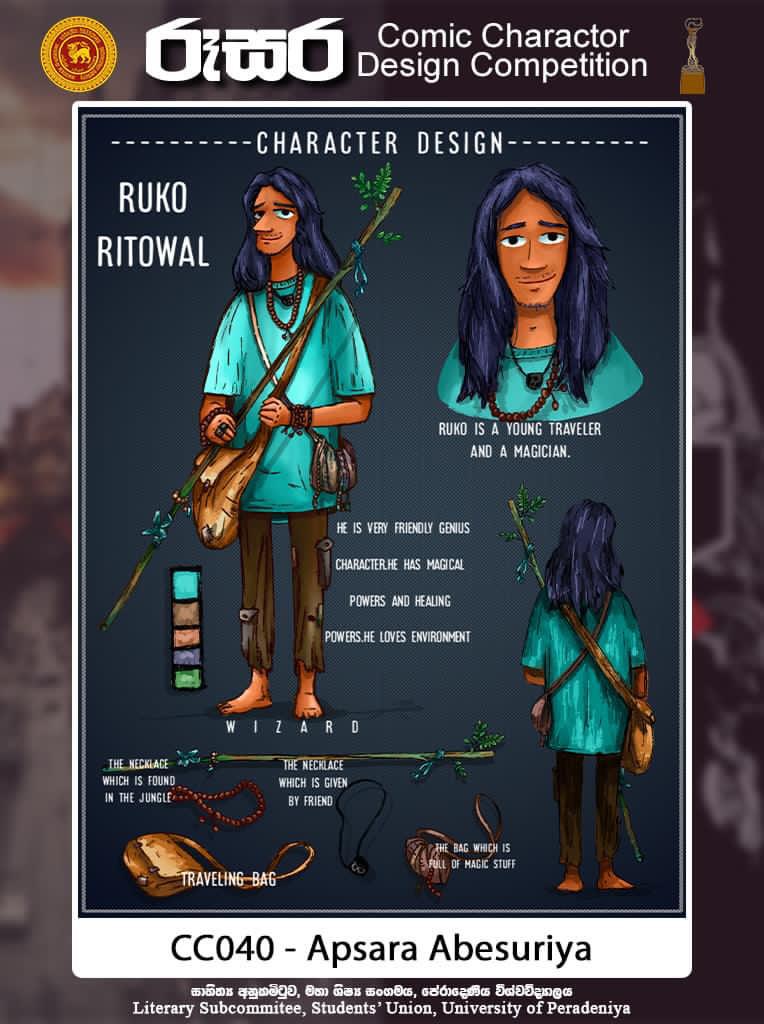 රූසර
Comic Charactor
Design Competition
----------CHARACTER DESIGN----------
RUKO
RITOWAL
RUKO IS A YOUNG TRAVELER
AND A MAGICIAN.
HE IS VERY FRIENDLY GENIUS
CHARACTER.HE HAS MAGICAL
POWERS AND HEALING
POWERS.HE LOVES ENVIRONMENT
WIZARD
THE NECKLACE
WHICH IS FOUND
IN THE JUNGLE
THE NECKLACE
WHICH IS GIVEN
BY FRIEND
TRAVELING BAG
THE BAG WHICH IS
FULL OF MAGIC STUFF
CC040 - Apsara Abesuriya
සාහිත්‍ය අනුකමිටුව, මහා ශිෂ්‍ය සංගමය, පේරාදෙණිය විශ්වවිද්‍යාලය
Literary Subcommitee, Students' Union, University of Peradeniya